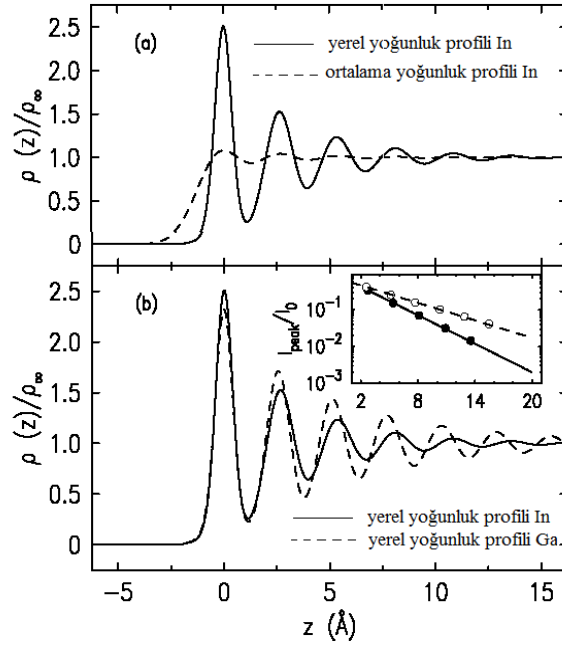 (a)
yerel yoğunluk profili In
ortalama yoğunluk profili In
2.5
2.0
1.5
1.0
0.5
0
ρ (z)/ρ∞
(b)
2.5
2.0
1.5
1.0
0.5
0
ρ (z)/ρ∞
I peak/I 0
10-1
10-2
10-3
2 8 14 20
yerel yoğunluk profili In
yerel yoğunluk profili Ga
−5 0 5 10 15
z (Å)